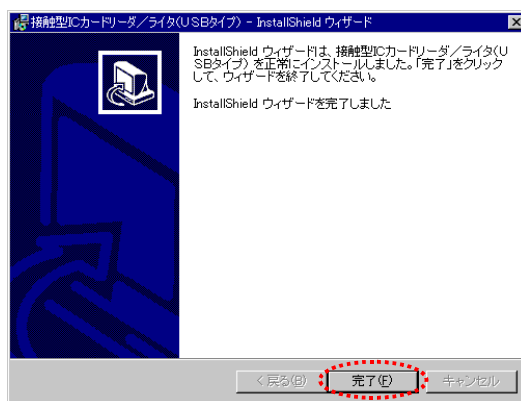 接触型ICカードリーダ／ライタ(USBタイプ) - InstallShield ウィザード
InstallShield ウィザードは、接触型ICカードリーダ／ライタ(U
SBタイプ) を正常にインストールしました。「完了」をクリック
して、ウィザードを終了してください。
InstallShield ウィザードを完了しました
< 戻る(B)
完了(F)
キャンセル